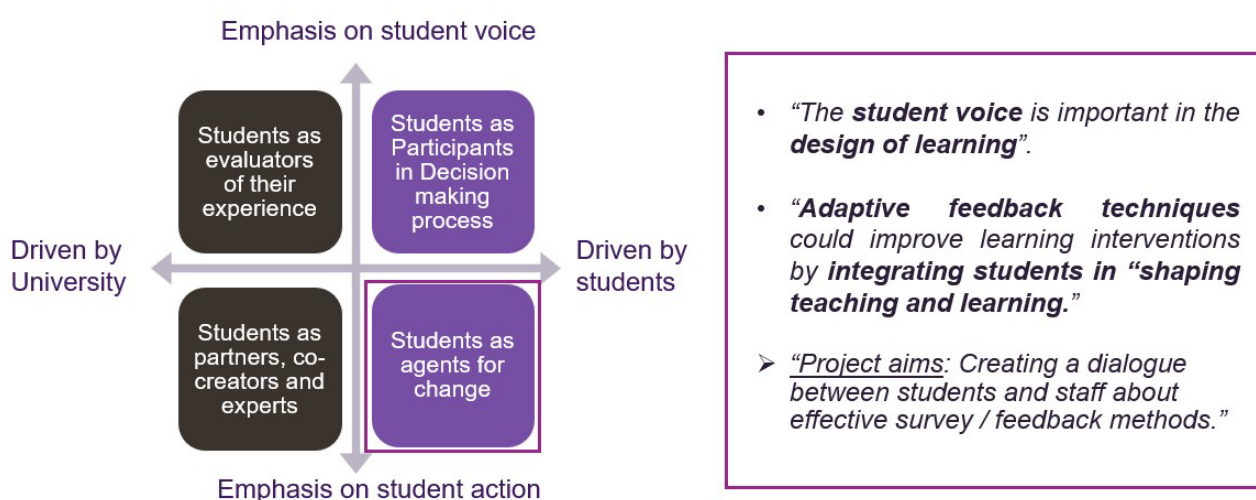 Emphasis on student voice
Students as
evaluators
of their
experience
Students as
Participants
in Decision
making
process
Driven by
University
Driven by
students
Students as
partners, co-
creators and
experts
Students as
agents for
change
Emphasis on student action
• “The student voice is important in the
design of learning”.
• “Adaptive feedback techniques
could improve learning interventions
by integrating students in “shaping
teaching and learning.”
➢ “Project aims: Creating a dialogue
between students and staff about
effective survey / feedback methods.”